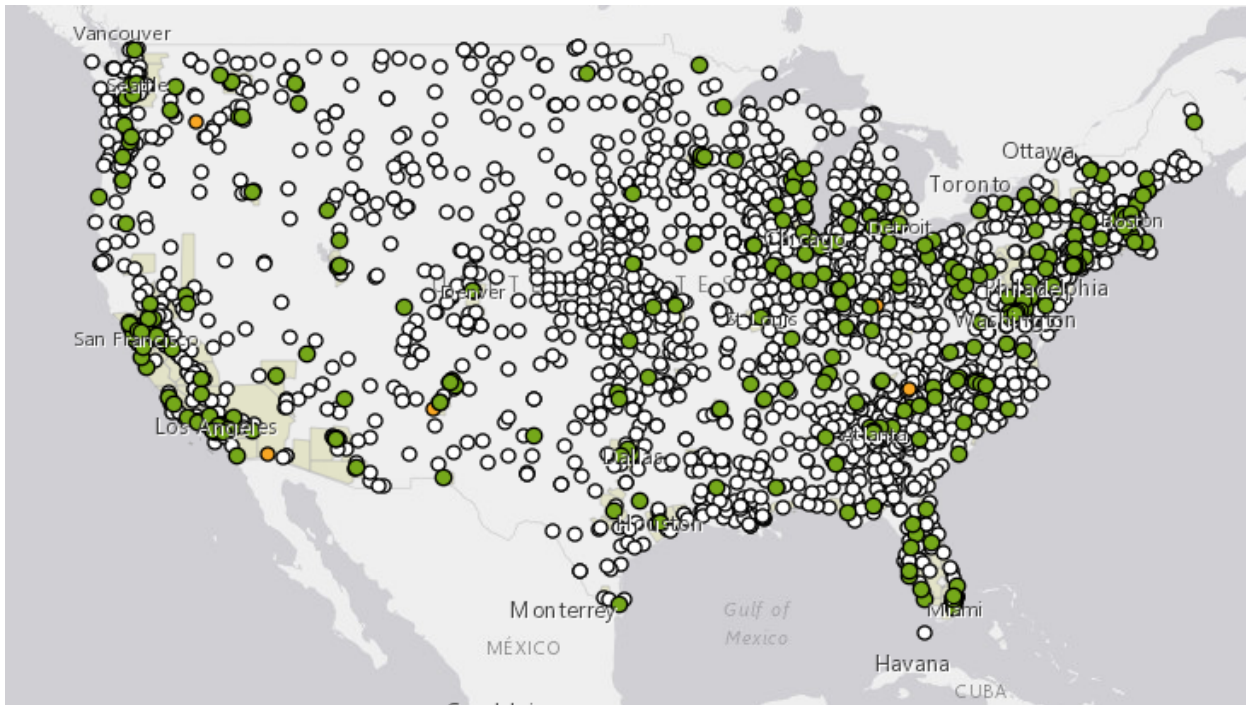 Vancouver
Seattle
Ottawa
Toronto
Boston
Detroit
Chicago
Denver
Philadelphia
St. Louis
Washington
San Francisco
Los Angeles
Atlanta
Dallas
Houston
Monterrey
Miami
Gulf of
Mexico
MÉXICO
Havana
CUBA